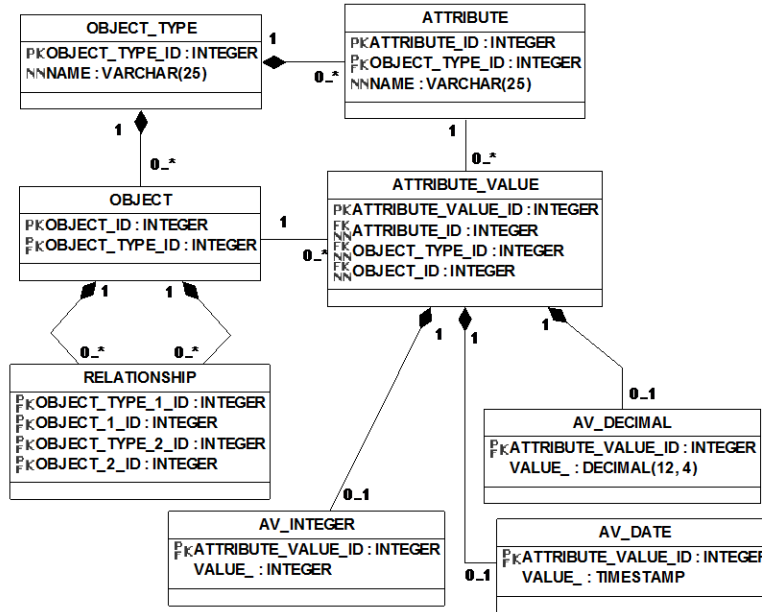 OBJECT_TYPE
PK OBJECT_TYPE_ID : INTEGER
NN NAME : VARCHAR(25)
1
0..*
ATTRIBUTE
PK ATTRIBUTE_ID : INTEGER
PFK OBJECT_TYPE_ID : INTEGER
NN NAME : VARCHAR(25)
1
0..*
1
0..*
OBJECT
PK OBJECT_ID : INTEGER
PFK OBJECT_TYPE_ID : INTEGER
1
0..*
ATTRIBUTE_VALUE
PK ATTRIBUTE_VALUE_ID : INTEGER
FK NN ATTRIBUTE_ID : INTEGER
FK NN OBJECT_TYPE_ID : INTEGER
FK NN OBJECT_ID : INTEGER
1
1
0..*
0..*
RELATIONSHIP
PFK OBJECT_TYPE_1_ID : INTEGER
PFK OBJECT_1_ID : INTEGER
PFK OBJECT_TYPE_2_ID : INTEGER
PFK OBJECT_2_ID : INTEGER
1
1
1
0..1
AV_DECIMAL
PFK ATTRIBUTE_VALUE_ID : INTEGER
VALUE_ : DECIMAL(12, 4)
0..1
AV_INTEGER
PFK ATTRIBUTE_VALUE_ID : INTEGER
VALUE_ : INTEGER
0..1
AV_DATE
PFK ATTRIBUTE_VALUE_ID : INTEGER
VALUE_ : TIMESTAMP